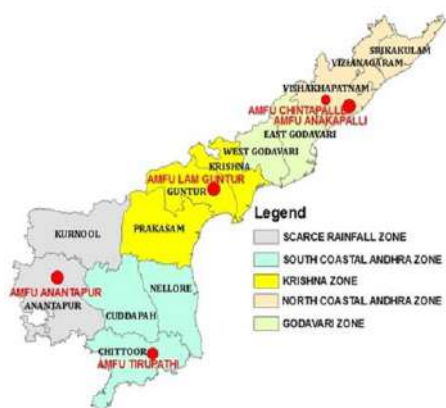 SRIKAKULAM
VIZIANAGARAM
VISHAKHAPATNAM
AMFU CHINTAPALLE
AMFU ANAKAPALLI
EAST GODAVARI
WEST GODAVARI
KRISHNA
AMFU LAM GUNTUR
GUNTUR
PRAKASAM
KURNOOL
AMFU ANANTAPUR
ANANTAPUR
NELLORE
CUDDAPAH
CHITTOOR
AMFU TIRUPATHI
Legend
SCARCE RAINFALL ZONE
SOUTH COASTAL ANDHRA ZONE
KRISHNA ZONE
NORTH COASTAL ANDHRA ZONE
GODAVARI ZONE